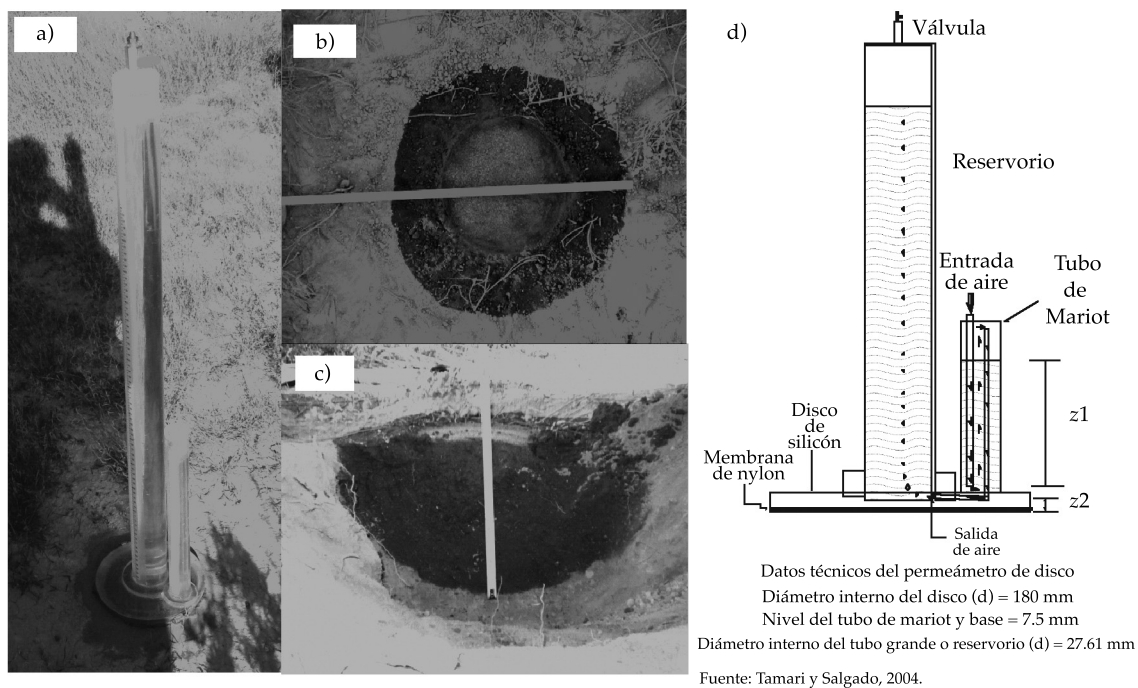 a)
b)
c)
d)
Válvula
Reservorio
Entrada
de aire
Tubo
de
Mariot
z1
Disco
de
silicón
Membrana
de nylon
z2
Salida
de aire
Datos técnicos del permeámetro de disco
Diámetro interno del disco (d) = 180 mm
Nivel del tubo de mariot y base = 7.5 mm
Diámetro interno del tubo grande o reservorio (d) = 27.61 mm
Fuente: Tamari y Salgado, 2004.